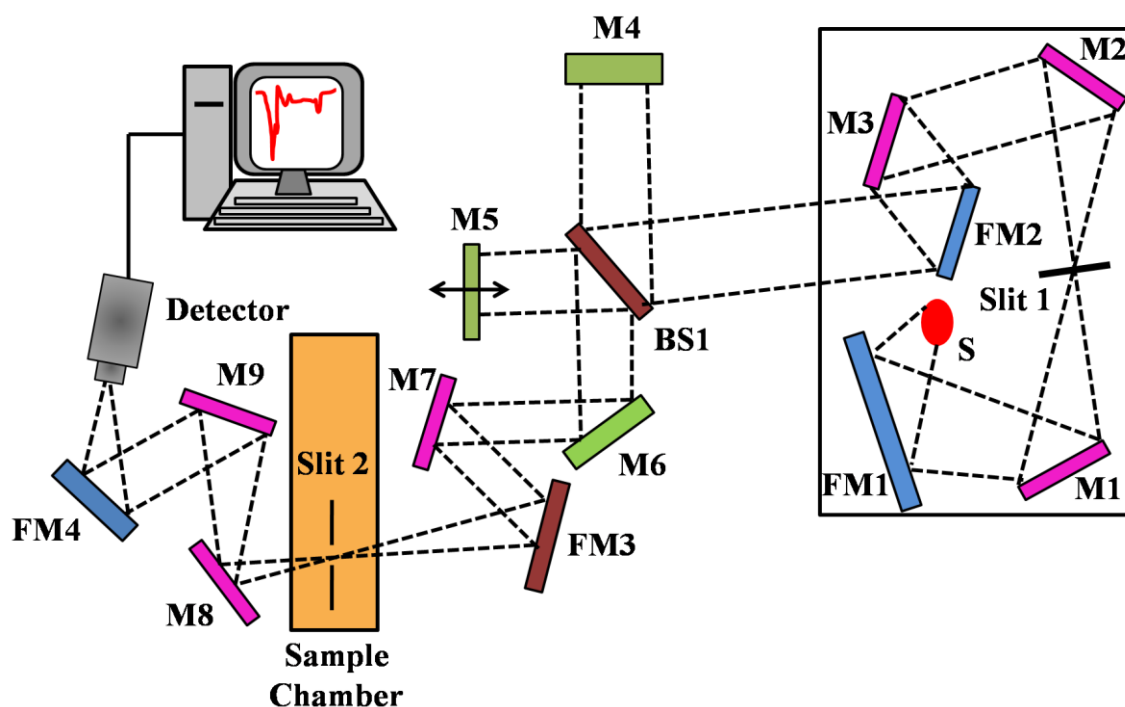 M4
M2
M3
M5
FM2
Detector
Slit 1
BS1
S
M9
M7
Slit 2
M6
FM1
M1
FM4
FM3
M8
Sample
Chamber